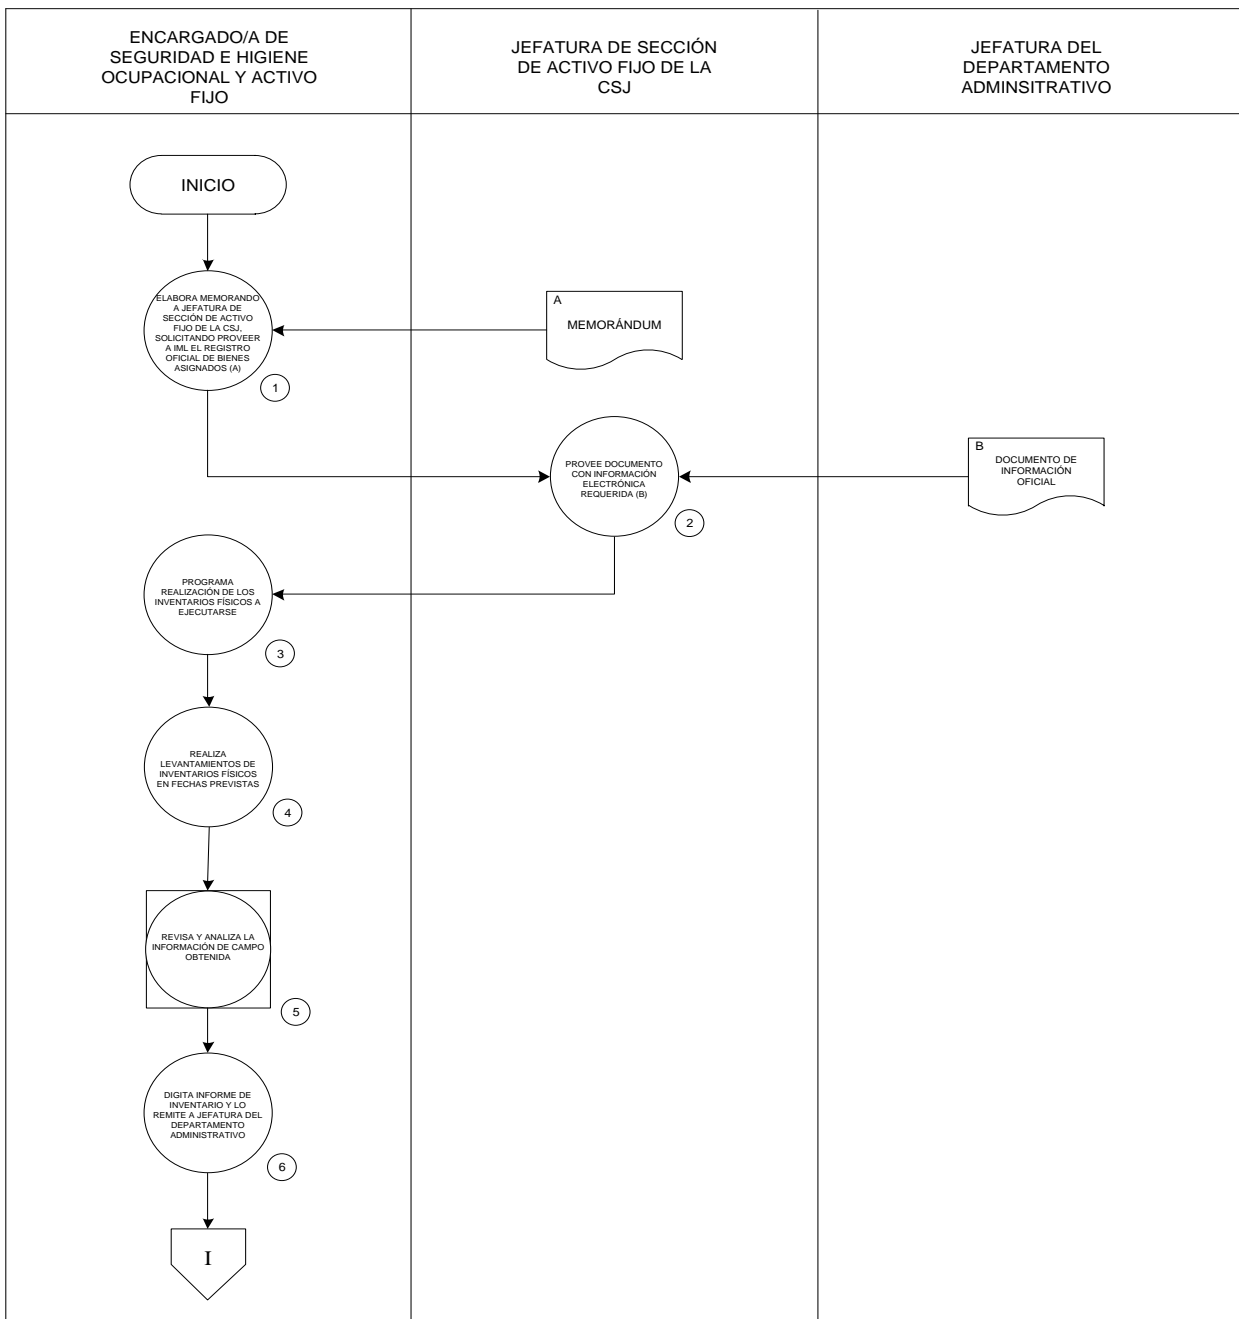 ENCARGADO/A DE
SEGURIDAD E HIGIENE
OCUPACIONAL Y ACTIVO
FIJO
JEFATURA DE SECCIÓN
DE ACTIVO FIJO DE LA
CSJ
JEFATURA DEL
DEPARTAMENTO
ADMINSITRATIVO
INICIO
ELABORA MEMORANDO
A JEFATURA DE
SECCIÓN DE ACTIVO
FIJO DE LA CSJ,
SOLICITANDO PROVEER
A IML EL REGISTRO
OFICIAL DE BIENES
ASIGNADOS (A)
1
A
MEMORÁNDUM
PROVEE DOCUMENTO
CON INFORMACIÓN
ELECTRÓNICA
REQUERIDA (B)
2
B
DOCUMENTO DE
INFORMACIÓN
OFICIAL
PROGRAMA
REALIZACIÓN DE LOS
INVENTARIOS FÍSICOS A
EJECUTARSE
3
REALIZA
LEVANTAMIENTOS DE
INVENTARIOS FÍSICOS
EN FECHAS PREVISTAS
4
REVISA Y ANALIZA LA
INFORMACIÓN DE CAMPO
OBTENIDA
5
DIGITA INFORME DE
INVENTARIO Y LO
REMITE A JEFATURA DEL
DEPARTAMENTO
ADMINISTRATIVO
6
I